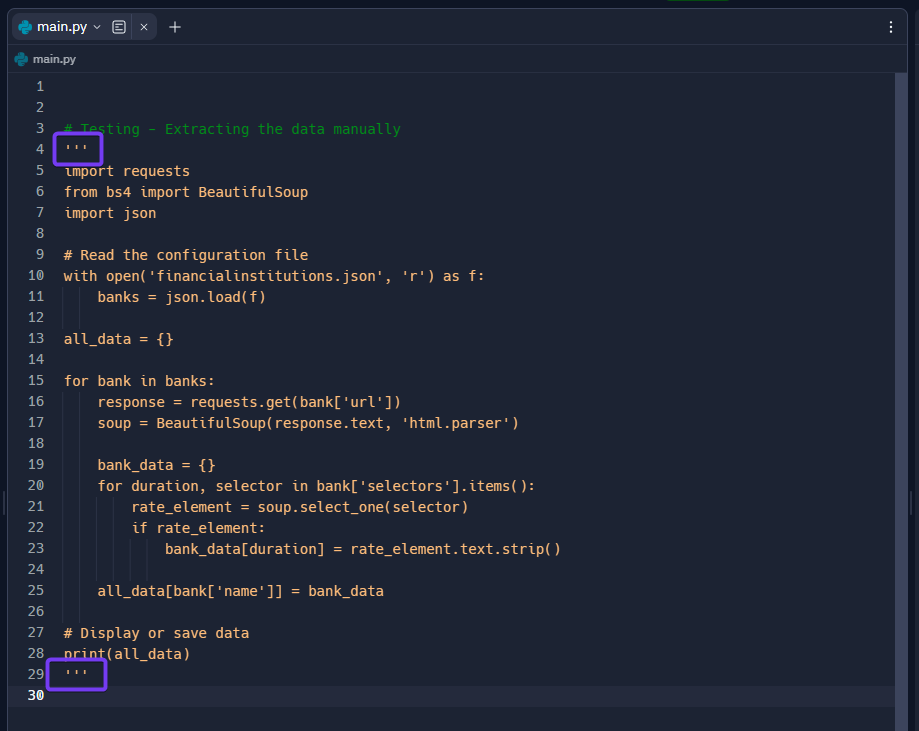 main.py
main.py
1
2
3 # Testing - Extracting the data manually
4 '''
5 import requests
6 from bs4 import BeautifulSoup
7 import json
8
9 # Read the configuration file
10 with open('financialinstitutions.json', 'r') as f:
11     banks = json.load(f)
12
13 all_data = {}
14
15 for bank in banks:
16     response = requests.get(bank['url'])
17     soup = BeautifulSoup(response.text, 'html.parser')
18
19     bank_data = {}
20     for duration, selector in bank['selectors'].items():
21         rate_element = soup.select_one(selector)
22         if rate_element:
23             bank_data[duration] = rate_element.text.strip()
24
25     all_data[bank['name']] = bank_data
26
27 # Display or save data
28 print(all_data)
29 '''
30